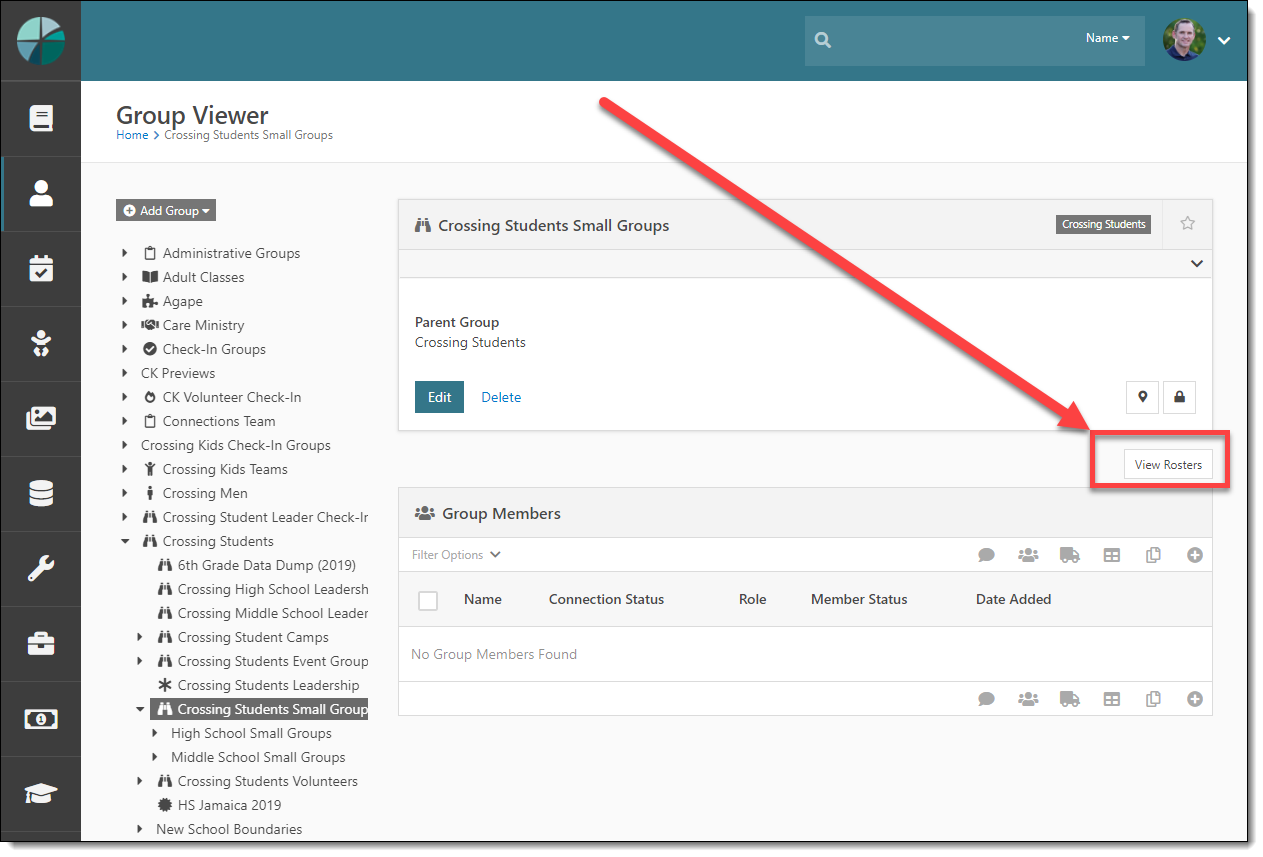 Name
Group Viewer
Home > Crossing Students Small Groups
Add Group
Administrative Groups
Adult Classes
Agape
Care Ministry
Check-In Groups
CK Previews
CK Volunteer Check-In
Connections Team
Crossing Kids Check-In Groups
Crossing Kids Teams
Crossing Men
Crossing Student Leader Check-In
Crossing Students
6th Grade Data Dump (2019)
Crossing High School Leadersh
Crossing Middle School Leader
Crossing Student Camps
Crossing Students Event Group
Crossing Students Leadership
Crossing Students Small Group
High School Small Groups
Middle School Small Groups
Crossing Students Volunteers
HS Jamaica 2019
New School Boundaries
Crossing Students Small Groups
Crossing Students
Parent Group
Crossing Students
Edit Delete
View Rosters
Group Members
Filter Options
Name Connection Status Role Member Status Date Added
No Group Members Found